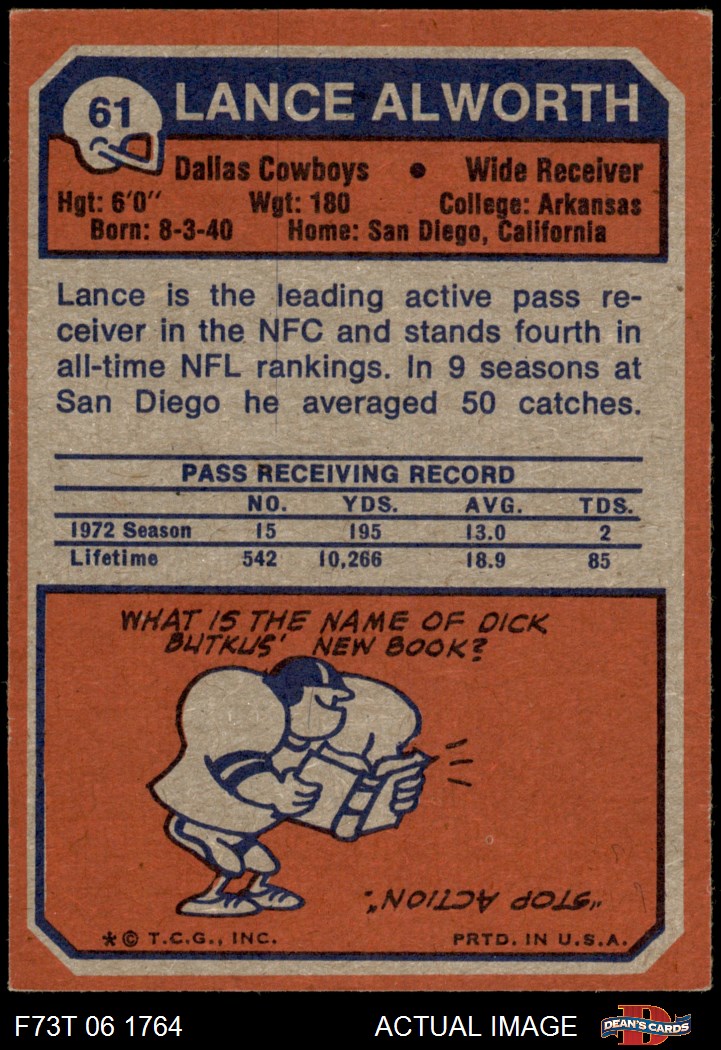 61
LANCE ALWORTH
Dallas Cowboys • Wide Receiver
Hgt: 6'0" Wgt: 180 College: Arkansas
Born: 8-3-40 Home: San Diego, California
Lance is the leading active pass re-
ceiver in the NFC and stands fourth in
all-time NFL rankings. In 9 seasons at
San Diego he averaged 50 catches.
PASS RECEIVING RECORD
NO. YDS. AVG. TDS.
1972 Season 15 195 13.0 2
Lifetime 542 10,266 18.9 85
WHAT IS THE NAME OF DICK
BUTKUS' NEW BOOK?
"STOP ACTION".
* © T.C.G., INC. PRTD. IN U.S.A.
F73T 06 1764 ACTUAL IMAGE
D
DEAN'S CARDS